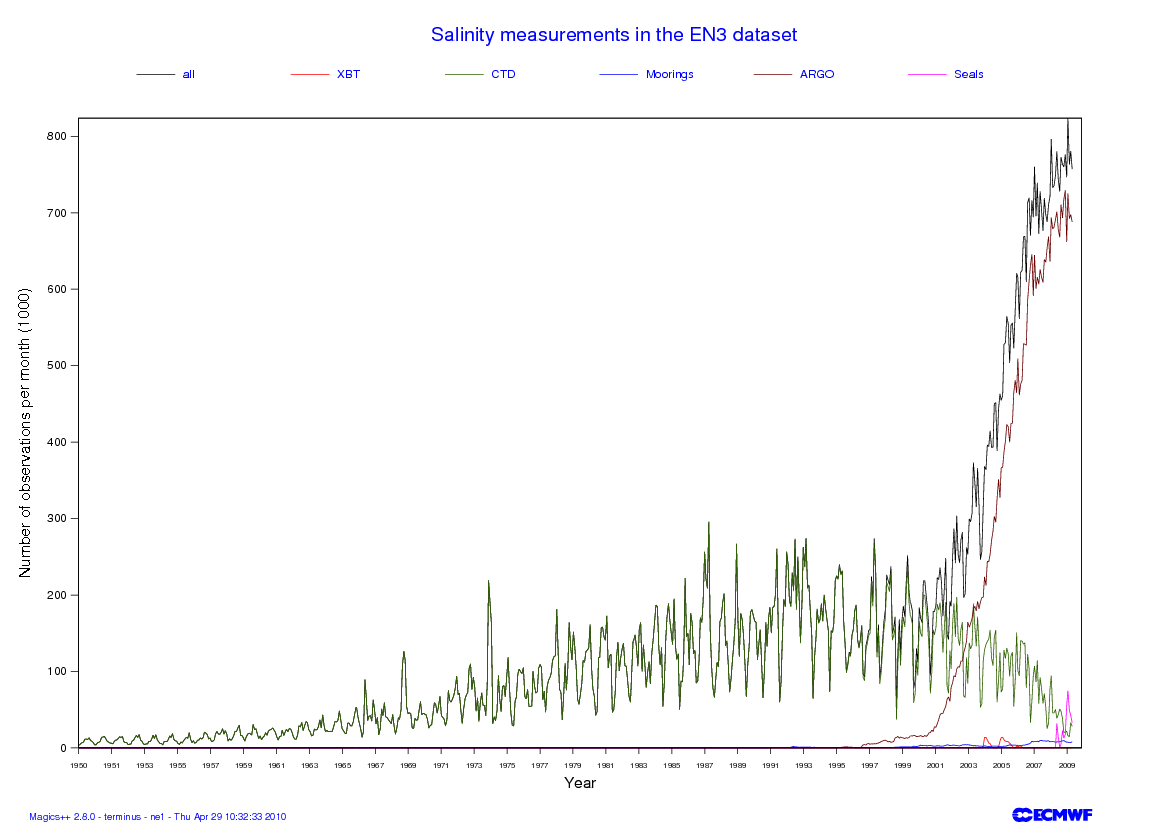 Salinity measurements in the EN3 dataset
all XBT CTD Moorings ARGO Seals
800
700
600
500
400
300
200
100
0
Number of observations per month (1000)
1950 1951 1953 1955 1957 1959 1961 1963 1965 1967 1969 1971 1973 1975 1977 1979 1981 1983 1985 1987 1989 1991 1993 1995 1997 1999 2001 2003 2005 2007 2009
Year
Magics++ 2.8.0 - terminus - ne1 - Thu Apr 29 10:32:33 2010
ECMWF